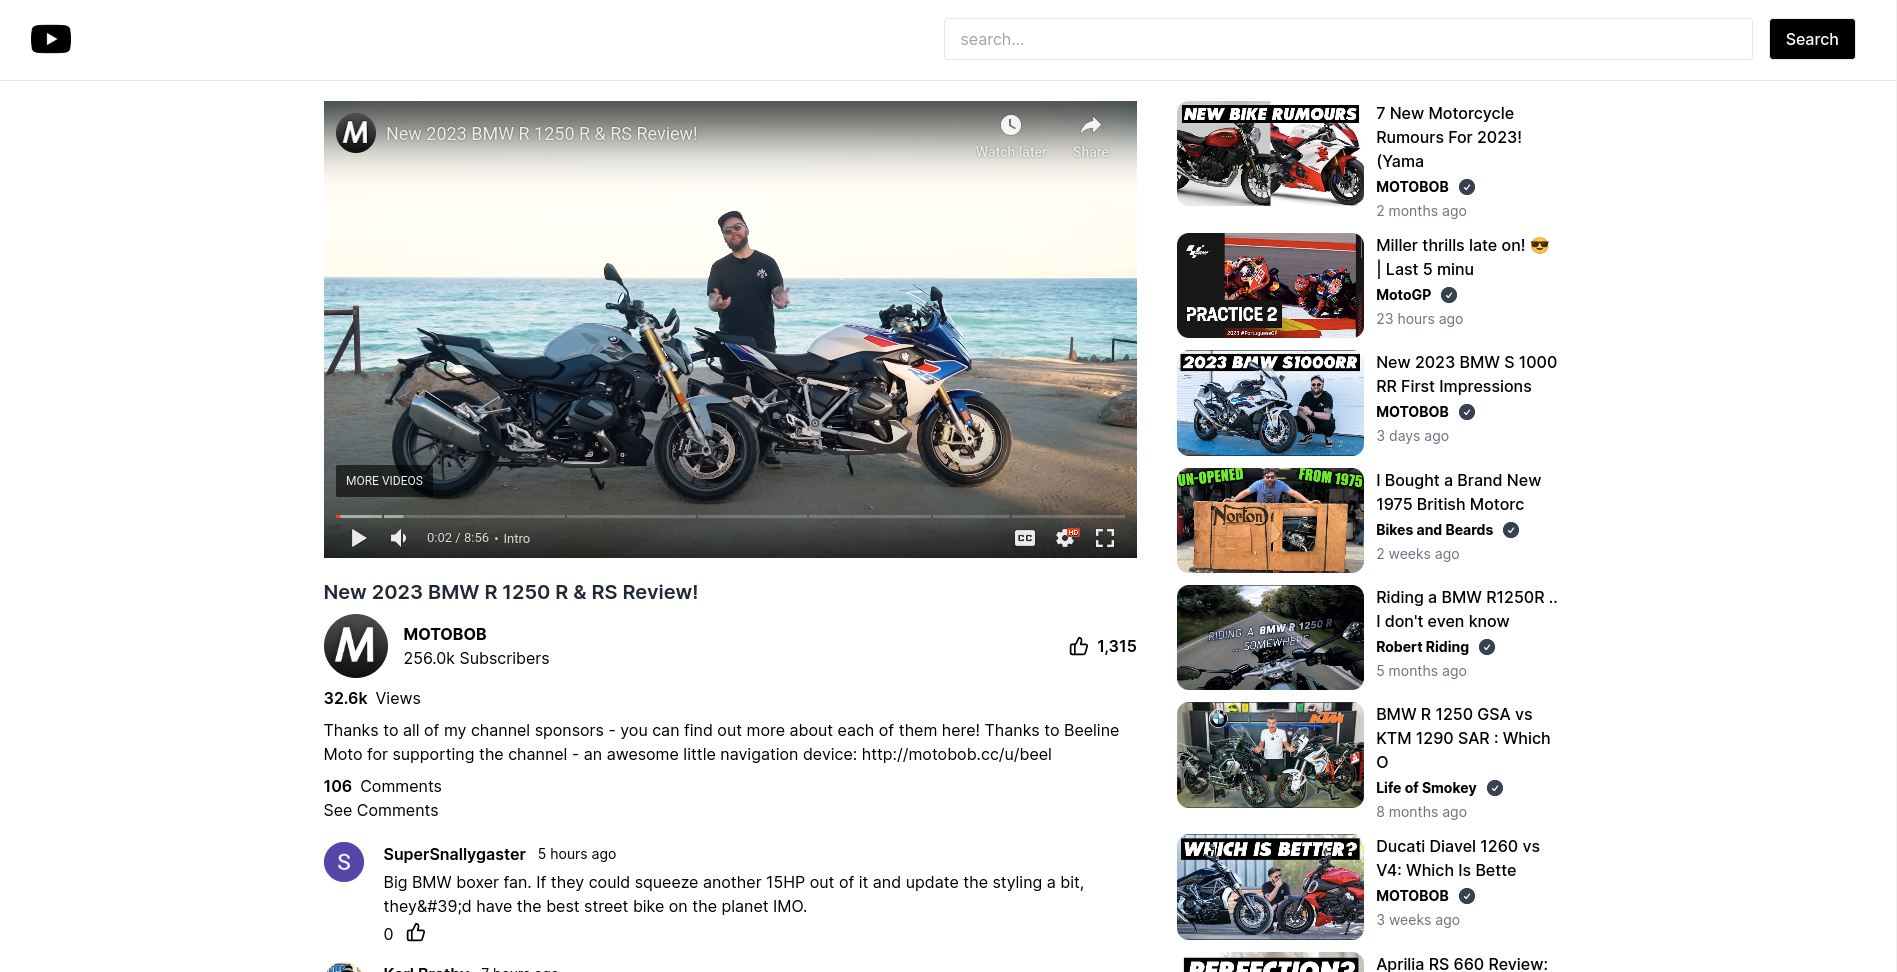 search...
Search
M
New 2023 BMW R 1250 R & RS Review!
Watch later
Share
MORE VIDEOS
0:02 / 8:56 • Intro
CC
HD
New 2023 BMW R 1250 R & RS Review!
M
MOTOBOB
256.0k Subscribers
1,315
32.6k Views
Thanks to all of my channel sponsors - you can find out more about each of them here! Thanks to Beeline
Moto for supporting the channel - an awesome little navigation device: http://motobob.cc/u/beel
106 Comments
See Comments
S
SuperSnallygaster 5 hours ago
Big BMW boxer fan. If they could squeeze another 15HP out of it and update the styling a bit,
they&#39;d have the best street bike on the planet IMO.
0
NEW BIKE RUMOURS
7 New Motorcycle
Rumours For 2023!
(Yama
MOTOBOB
2 months ago
PRACTICE 2
2023 #PortugueseGP
Miller thrills late on! 😎
| Last 5 minu
MotoGP
23 hours ago
2023 BMW S1000RR
New 2023 BMW S 1000
RR First Impressions
MOTOBOB
3 days ago
UN-OPENED FROM 1975
Norton
I Bought a Brand New
1975 British Motorc
Bikes and Beards
2 weeks ago
RIDING A BMW R 1250 R
... SOMEWHERE
Riding a BMW R1250R ..
I don't even know
Robert Riding
5 months ago
KTM
BMW R 1250 GSA vs
KTM 1290 SAR : Which
O
Life of Smokey
8 months ago
WHICH IS BETTER?
Ducati Diavel 1260 vs
V4: Which Is Bette
MOTOBOB
3 weeks ago
PERFECTION?
Aprilia RS 660 Review: